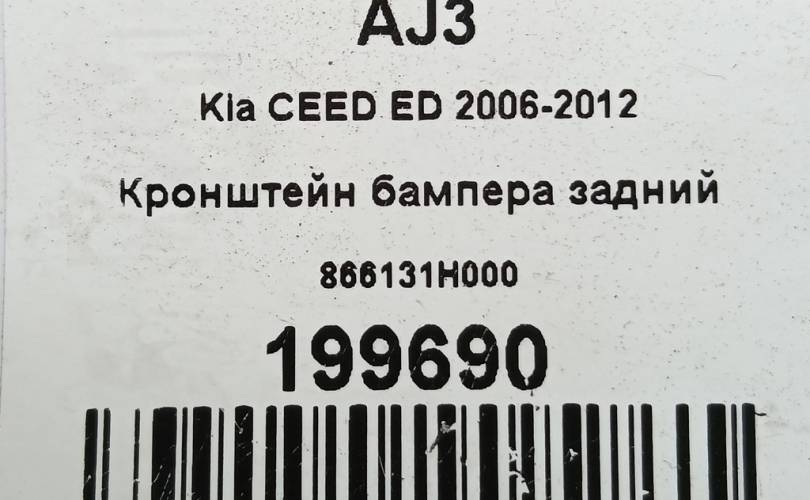 AJ3
Kia CEED ED 2006-2012
Кронштейн бампера задний
866131H000
199690